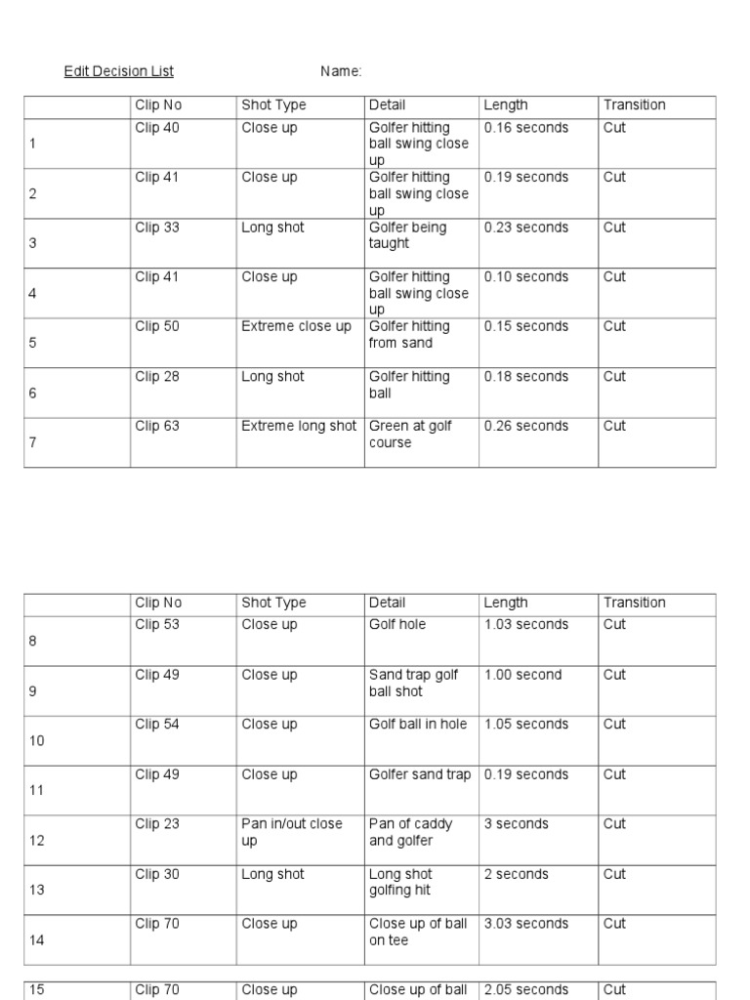 Edit Decision List Name:
Clip No Shot Type Detail Length Transition
1 Clip 40 Close up Golfer hitting ball swing close up 0.16 seconds Cut
2 Clip 41 Close up Golfer hitting ball swing close up 0.19 seconds Cut
3 Clip 33 Long shot Golfer being taught 0.23 seconds Cut
4 Clip 41 Close up Golfer hitting ball swing close up 0.10 seconds Cut
5 Clip 50 Extreme close up Golfer hitting from sand 0.15 seconds Cut
6 Clip 28 Long shot Golfer hitting ball 0.18 seconds Cut
7 Clip 63 Extreme long shot Green at golf course 0.26 seconds Cut
Clip No Shot Type Detail Length Transition
8 Clip 53 Close up Golf hole 1.03 seconds Cut
9 Clip 49 Close up Sand trap golf ball shot 1.00 second Cut
10 Clip 54 Close up Golf ball in hole 1.05 seconds Cut
11 Clip 49 Close up Golfer sand trap 0.19 seconds Cut
12 Clip 23 Pan in/out close up Pan of caddy and golfer 3 seconds Cut
13 Clip 30 Long shot Long shot golfing hit 2 seconds Cut
14 Clip 70 Close up Close up of ball on tee 3.03 seconds Cut
15 Clip 70 Close up Close up of ball 2.05 seconds Cut